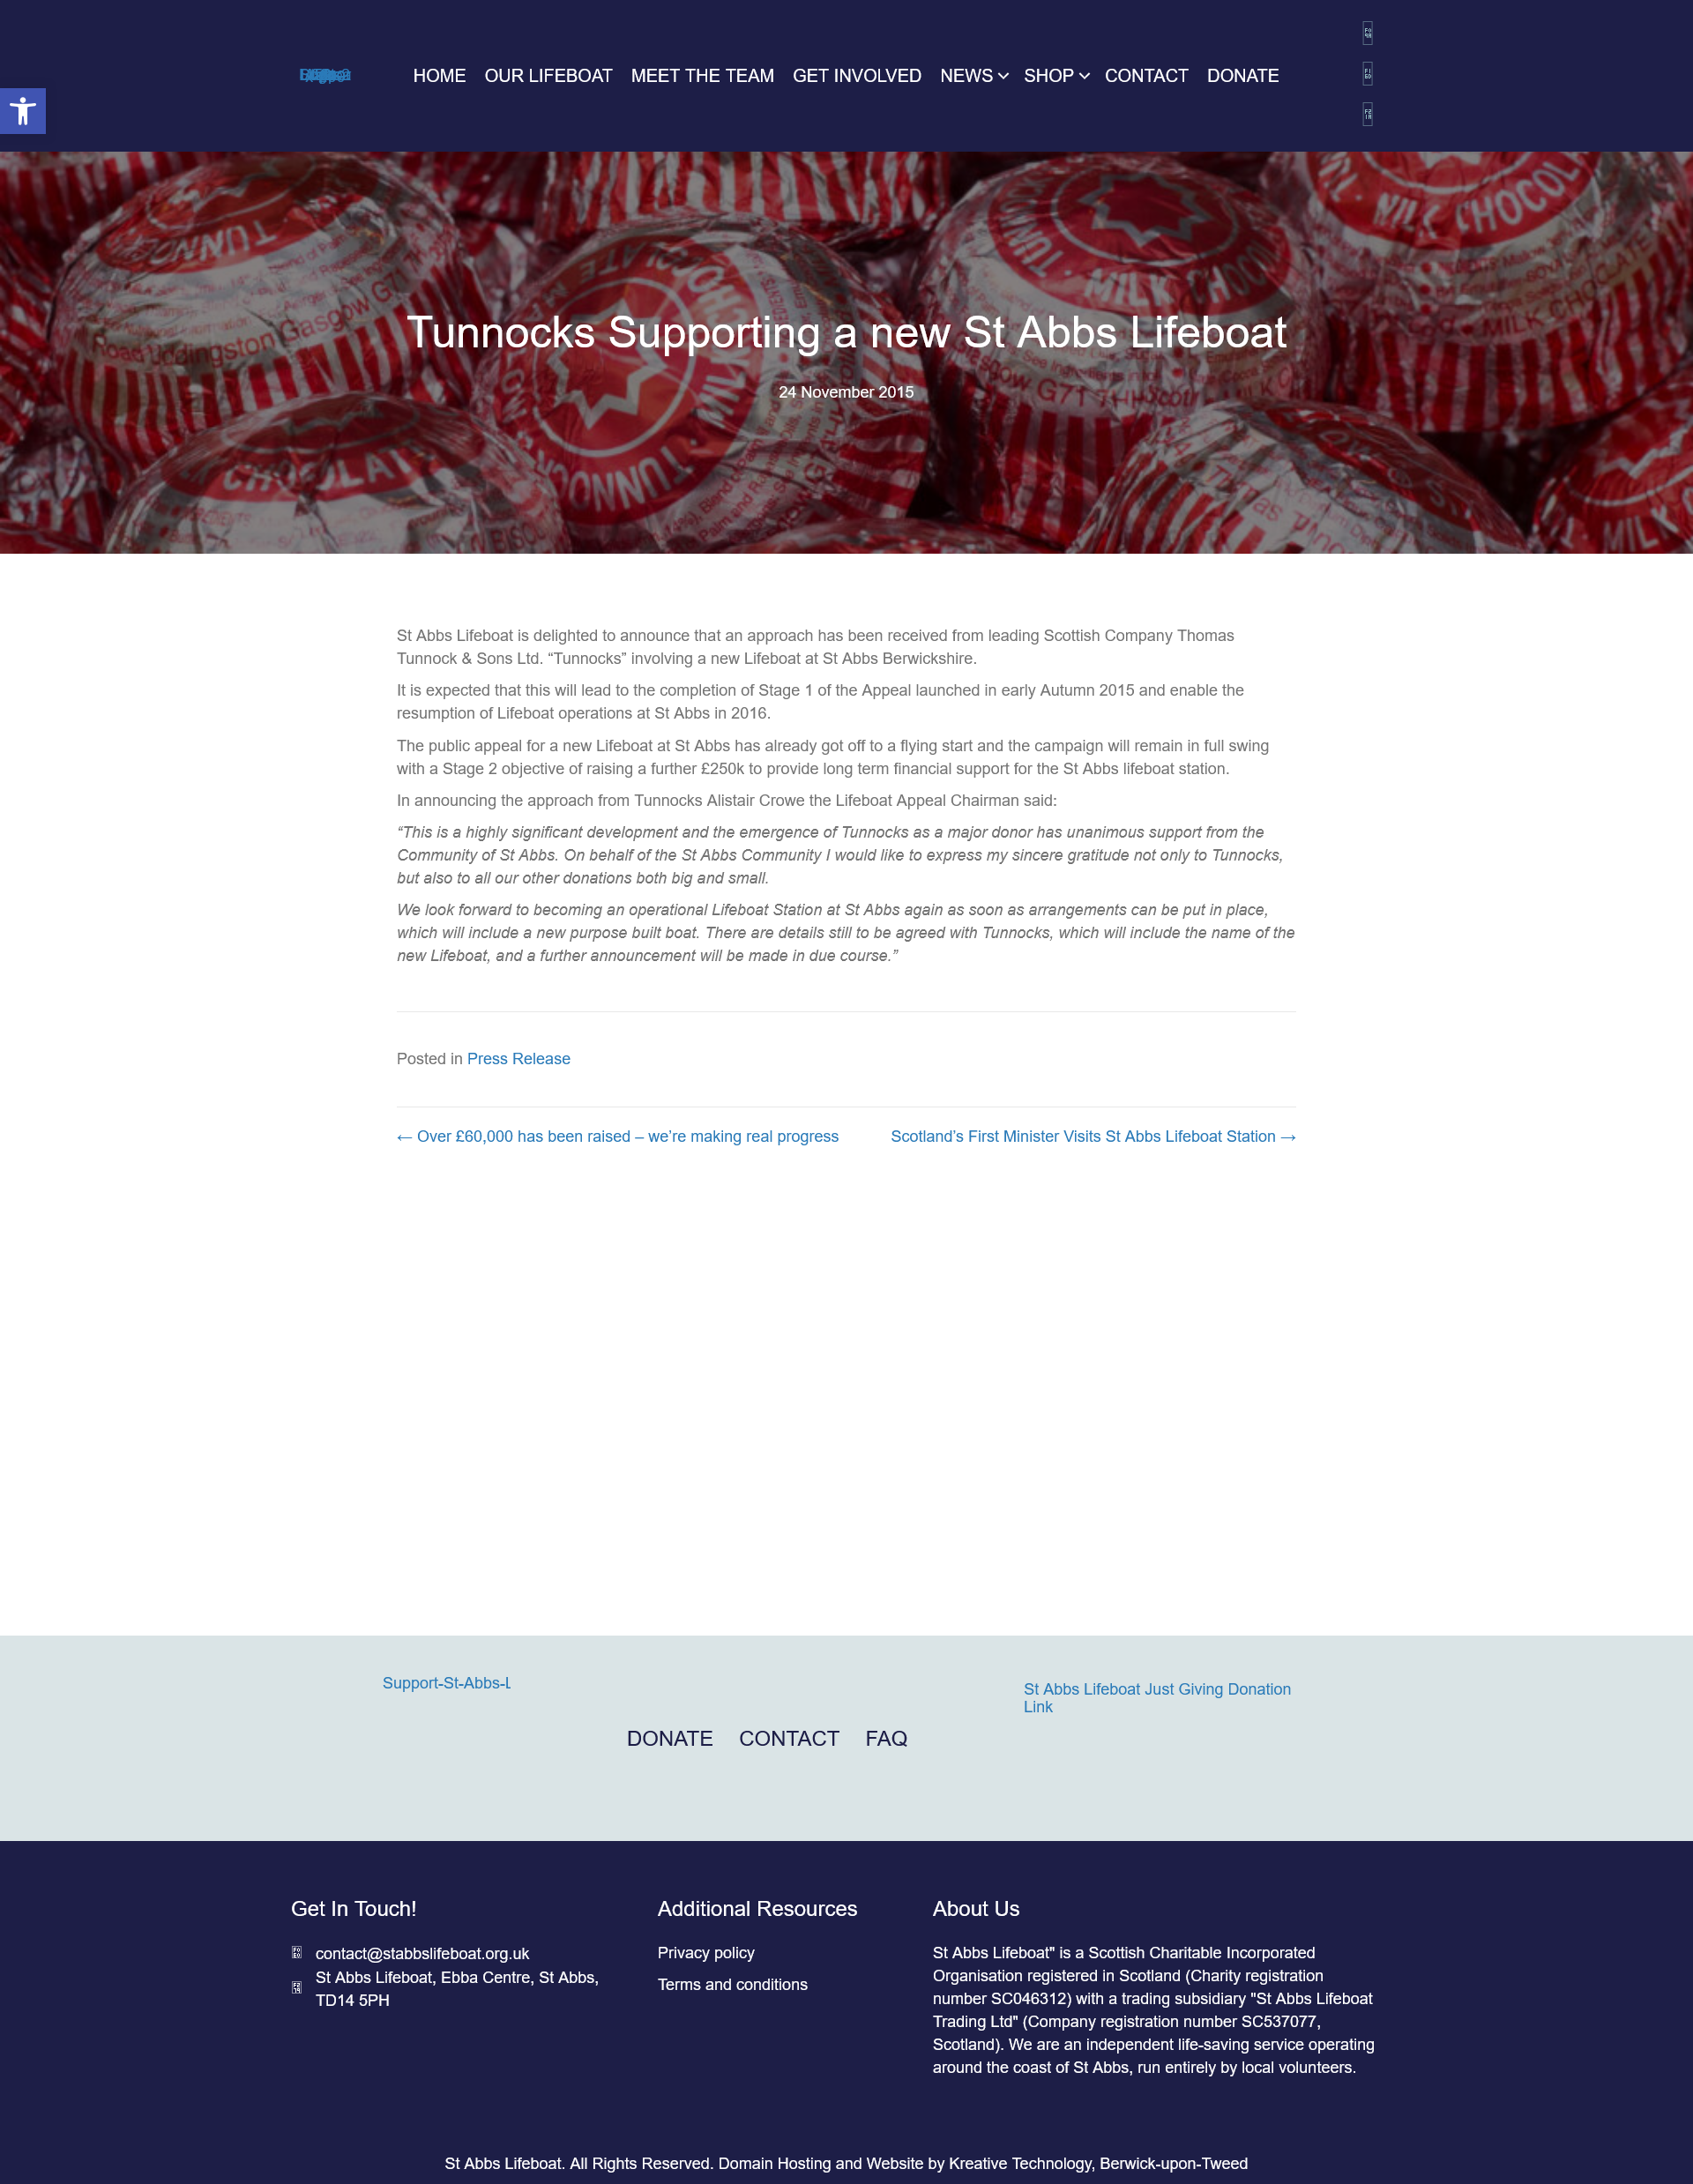 HOME OUR LIFEBOAT MEET THE TEAM GET INVOLVED NEWS SHOP CONTACT DONATE
TUNNO
MILK CHOCOL
Road Uddingston Glasgow G71
TUNNOCK
MILK CHO
CHOCOLAT
Tunnocks Supporting a new St Abbs Lifeboat
24 November 2015
St Abbs Lifeboat is delighted to announce that an approach has been received from leading Scottish Company Thomas
Tunnock & Sons Ltd. “Tunnocks” involving a new Lifeboat at St Abbs Berwickshire.
It is expected that this will lead to the completion of Stage 1 of the Appeal launched in early Autumn 2015 and enable the
resumption of Lifeboat operations at St Abbs in 2016.
The public appeal for a new Lifeboat at St Abbs has already got off to a flying start and the campaign will remain in full swing
with a Stage 2 objective of raising a further £250k to provide long term financial support for the St Abbs lifeboat station.
In announcing the approach from Tunnocks Alistair Crowe the Lifeboat Appeal Chairman said:
“This is a highly significant development and the emergence of Tunnocks as a major donor has unanimous support from the
Community of St Abbs. On behalf of the St Abbs Community I would like to express my sincere gratitude not only to Tunnocks,
but also to all our other donations both big and small.
We look forward to becoming an operational Lifeboat Station at St Abbs again as soon as arrangements can be put in place,
which will include a new purpose built boat. There are details still to be agreed with Tunnocks, which will include the name of the
new Lifeboat, and a further announcement will be made in due course.”
Posted in Press Release
← Over £60,000 has been raised – we’re making real progress
Scotland’s First Minister Visits St Abbs Lifeboat Station →
Support-St-Abbs-L
St Abbs Lifeboat Just Giving Donation
Link
DONATE CONTACT FAQ
Get In Touch!
contact@stabbslifeboat.org.uk
St Abbs Lifeboat, Ebba Centre, St Abbs,
TD14 5PH
Additional Resources
Privacy policy
Terms and conditions
About Us
St Abbs Lifeboat" is a Scottish Charitable Incorporated
Organisation registered in Scotland (Charity registration
number SC046312) with a trading subsidiary "St Abbs Lifeboat
Trading Ltd" (Company registration number SC537077,
Scotland). We are an independent life-saving service operating
around the coast of St Abbs, run entirely by local volunteers.
St Abbs Lifeboat. All Rights Reserved. Domain Hosting and Website by Kreative Technology, Berwick-upon-Tweed